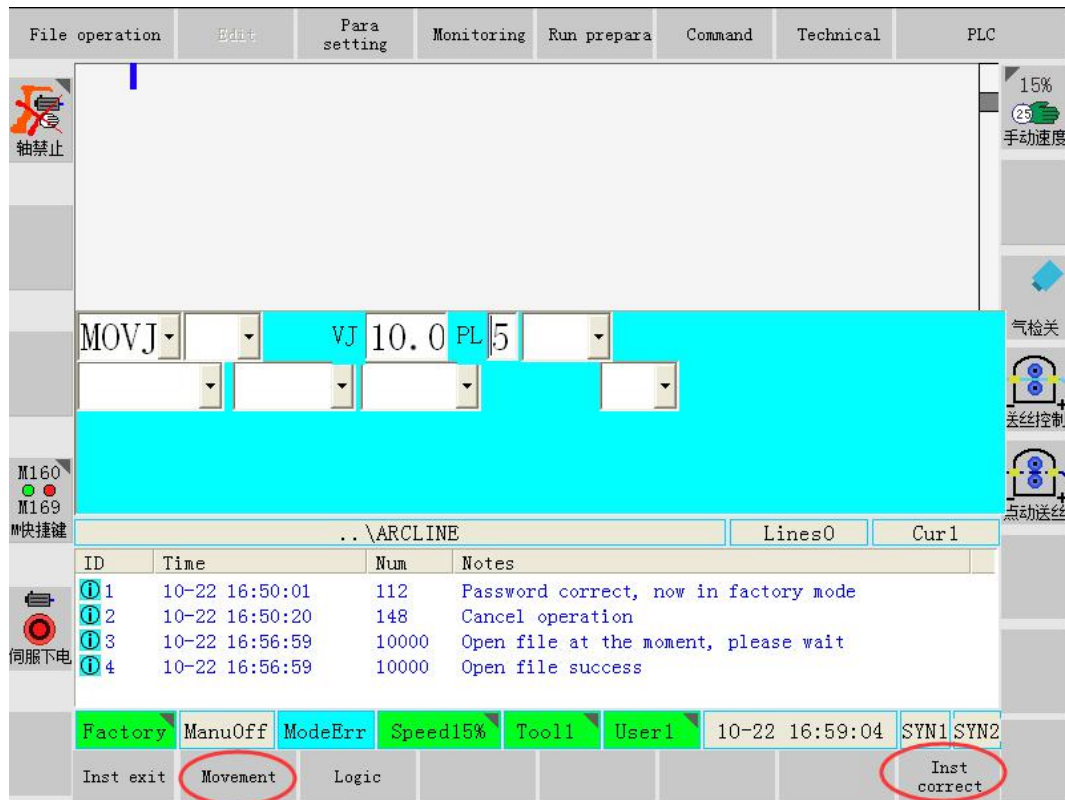 File operation Edit Para setting Monitoring Run prepara Command Technical PLC
轴禁止
15%
25
手动速度
MOVJ VJ 10.0 PL 5
气检关
送丝控制
M160
M169
M快捷键
点动送丝
..\ARCLINE Lines0 Cur1
ID Time Num Notes
1 10-22 16:50:01 112 Password correct, now in factory mode
2 10-22 16:50:20 148 Cancel operation
3 10-22 16:56:59 10000 Open file at the moment, please wait
4 10-22 16:56:59 10000 Open file success
伺服下电
Factory ManuOff ModeErr Speed15% Tool1 User1 10-22 16:59:04 SYN1 SYN2
Inst exit Movement Logic Inst correct